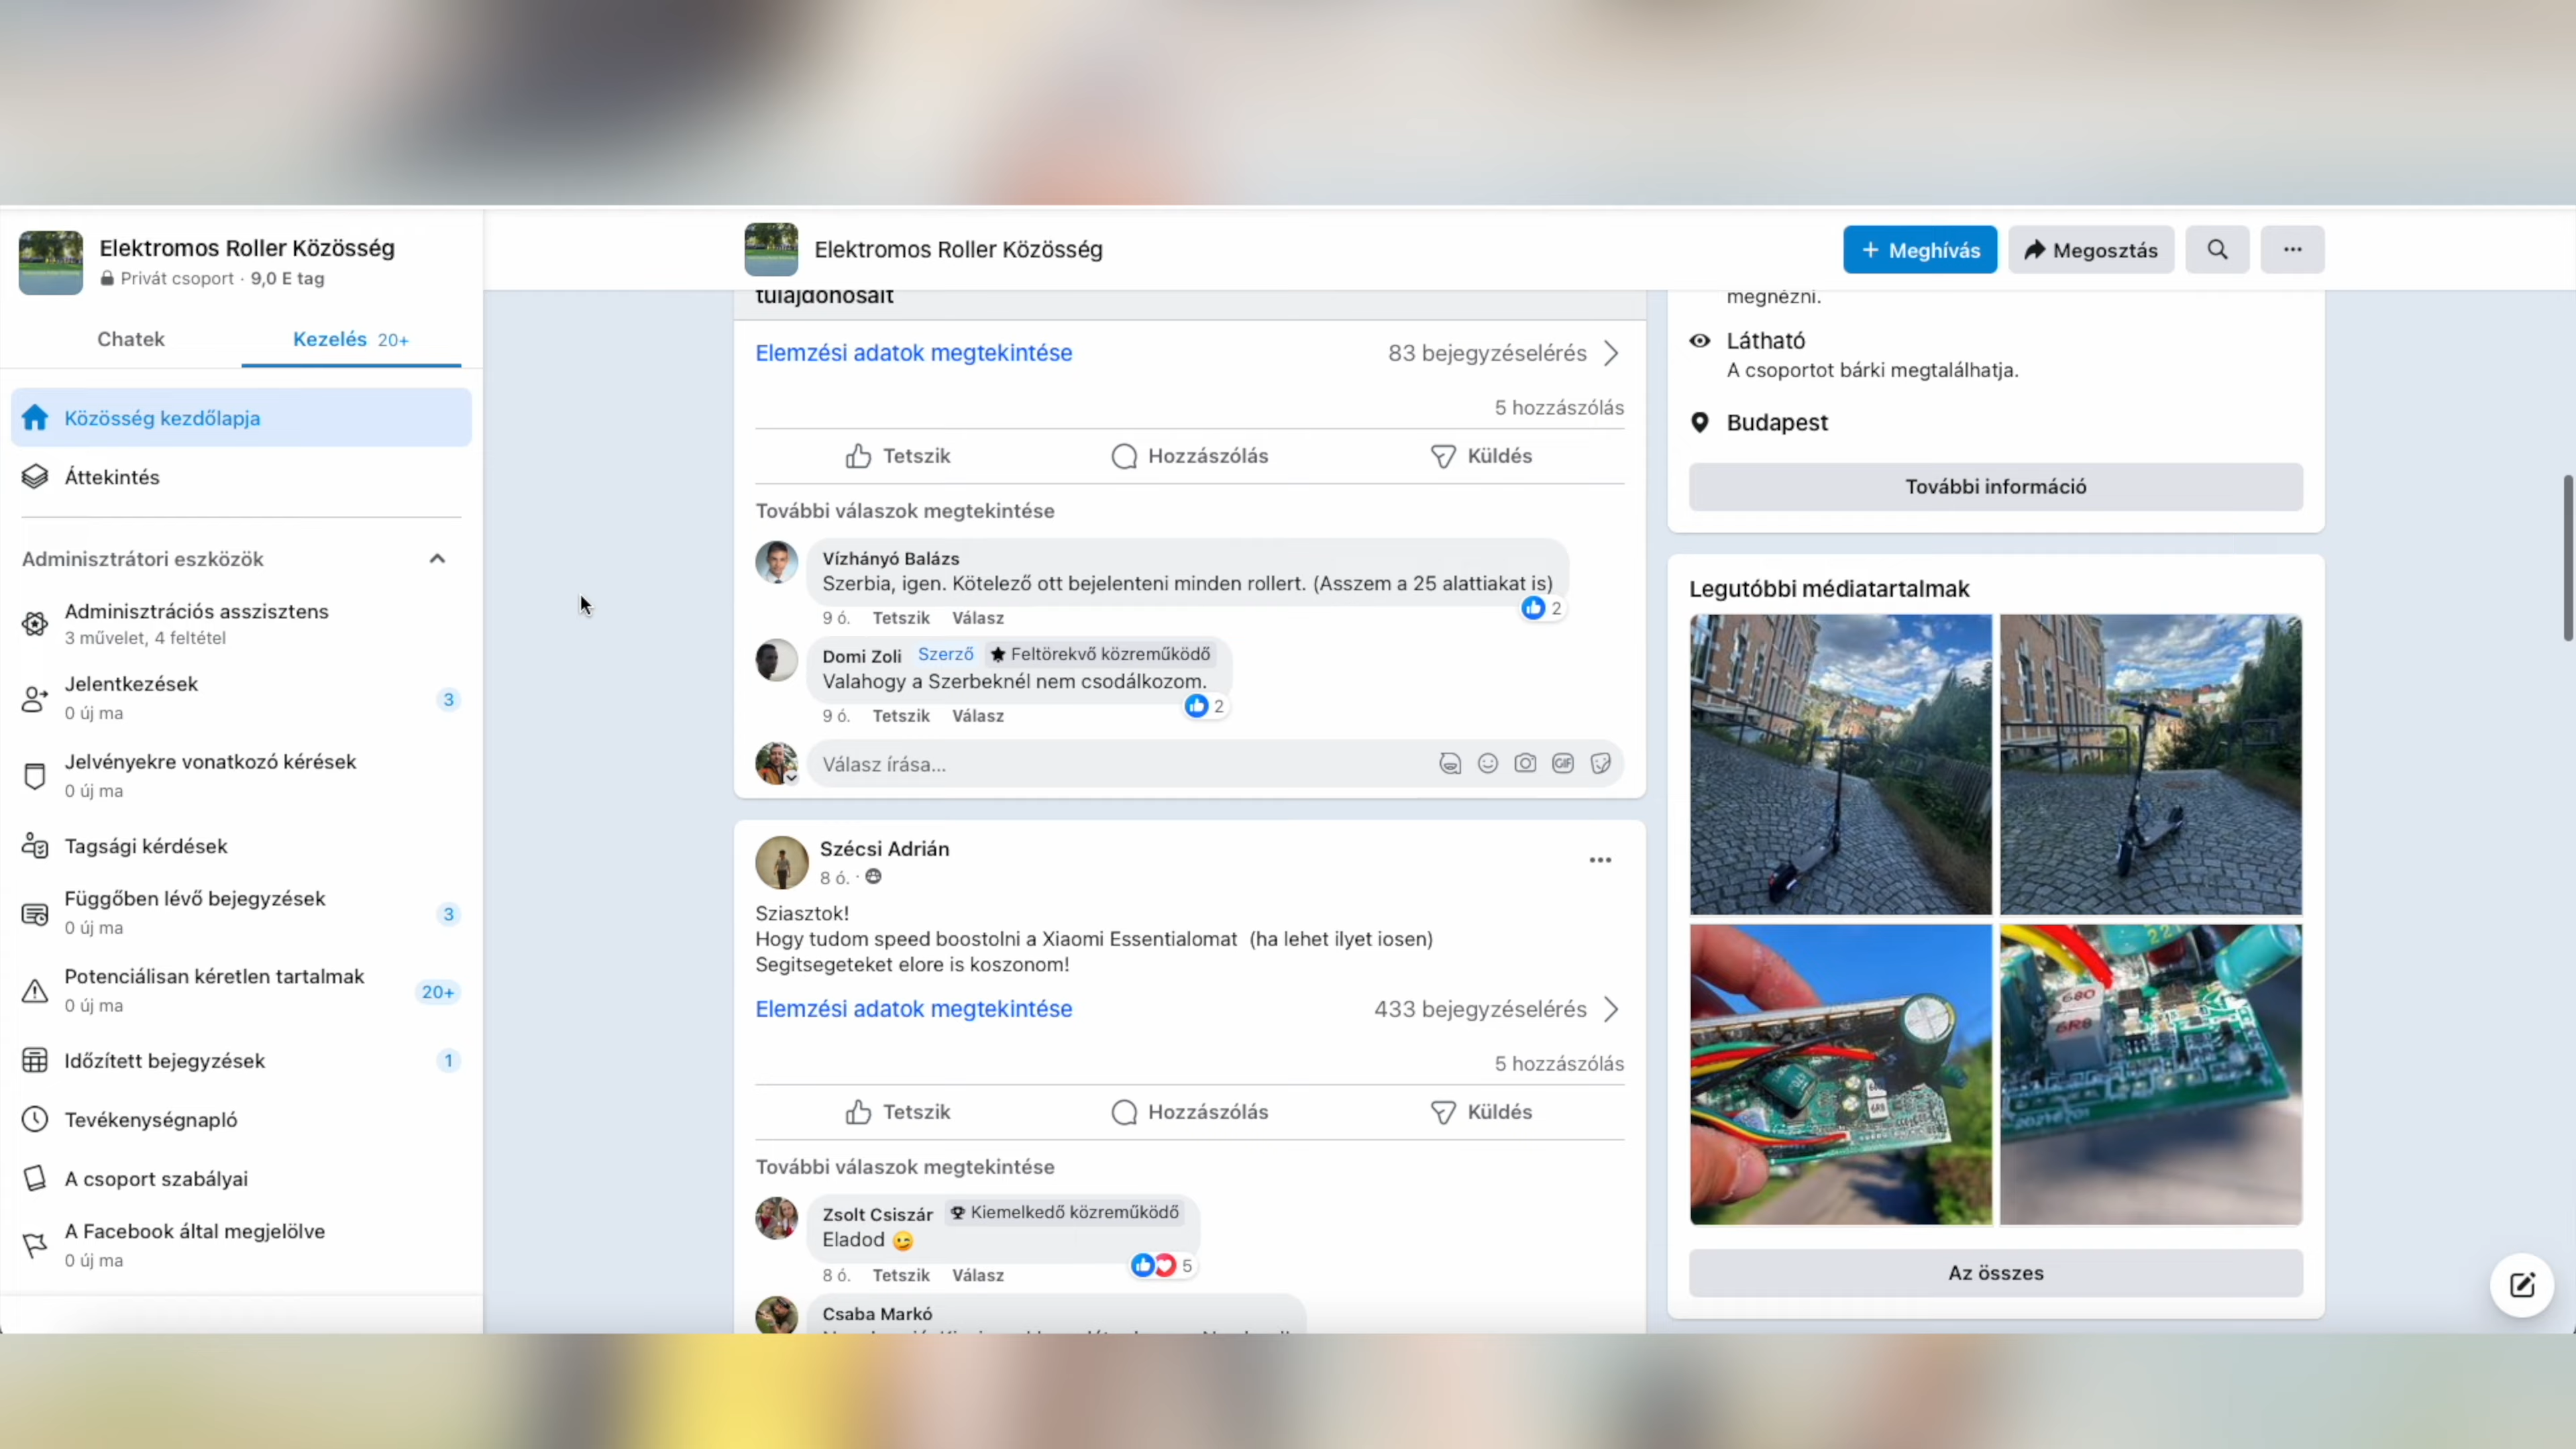 Elektromos Roller Közösség
Privát csoport · 9,0 E tag
Chatek
Kezelés 20+
Közösség kezdőlapja
Áttekintés
Adminisztrátori eszközök
Adminisztrációs asszisztens
3 művelet, 4 feltétel
Jelentkezések
0 új ma
3
Jelvényekre vonatkozó kérések
0 új ma
Tagsági kérdések
Függőben lévő bejegyzések
0 új ma
3
Potenciálisan kéretlen tartalmak
0 új ma
20+
Időzített bejegyzések
1
Tevékenységnapló
A csoport szabályai
A Facebook által megjelölve
0 új ma
Elektromos Roller Közösség
+ Meghívás
Megosztás
tulajdonosait
Elemzési adatok megtekintése
83 bejegyzéselérés
5 hozzászólás
Tetszik
Hozzászólás
Küldés
További válaszok megtekintése
Vízhányó Balázs
Szerbia, igen. Kötelező ott bejelenteni minden rollert. (Asszem a 25 alattiakat is)
2
9 ó. Tetszik Válasz
Domi Zoli Szerző Feltörekvő közreműködő
Valahogy a Szerbeknél nem csodálkozom.
2
9 ó. Tetszik Válasz
Válasz írása...
GIF
Szécsi Adrián
8 ó. ·
Sziasztok!
Hogy tudom speed boostolni a Xiaomi Essentialomat (ha lehet ilyet iosen)
Segitsegeteket elore is koszonom!
Elemzési adatok megtekintése
433 bejegyzéselérés
5 hozzászólás
Tetszik
Hozzászólás
Küldés
További válaszok megtekintése
Zsolt Csiszár Kiemelkedő közreműködő
Eladod 😉
5
8 ó. Tetszik Válasz
Csaba Markó
megnézni.
Látható
A csoportot bárki megtalálhatja.
Budapest
További információ
Legutóbbi médiatartalmak
6R8
680
6R8
Az összes